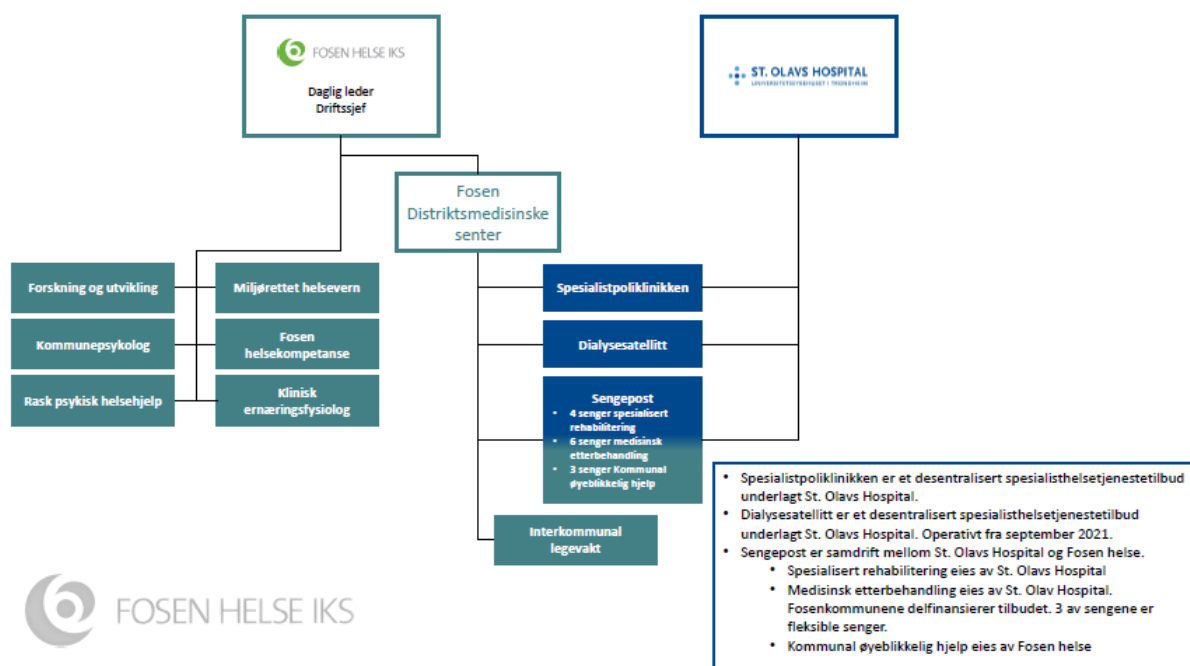 FOSEN HELSE IKS
Daglig leder
Driftssjef
ST. OLAVS HOSPITAL
UNIVERSITETSSYKEHUSET I TRONDHEIM
Fosen
Distriktsmedisinske
senter
Forskning og utvikling
Miljørettet helsevern
Kommunepsykolog
Fosen
helsekompetanse
Rask psykisk helsehjelp
Klinisk
ernæringsfysiolog
Spesialistpoliklinikken
Dialysesatellitt
Sengepost
• 4 senger spesialisert
rehabilitering
• 6 senger medisinsk
etterbehandling
• 3 senger Kommunal
øyeblikkelig hjelp
Interkommunal
legevakt
• Spesialistpoliklinikken er et desentralisert spesialisthelsetjenestetilbud
underlagt St. Olavs Hospital.
• Dialysesatellitt er et desentralisert spesialisthelsetjenestetilbud
underlagt St. Olavs Hospital. Operativt fra september 2021.
• Sengepost er samdrift mellom St. Olavs Hospital og Fosen helse.
• Spesialisert rehabilitering eies av St. Olavs Hospital
• Medisinsk etterbehandling eies av St. Olav Hospital.
Fosenkommunene delfinansierer tilbudet. 3 av sengene er
fleksible senger.
• Kommunal øyeblikkelig hjelp eies av Fosen helse
FOSEN HELSE IKS